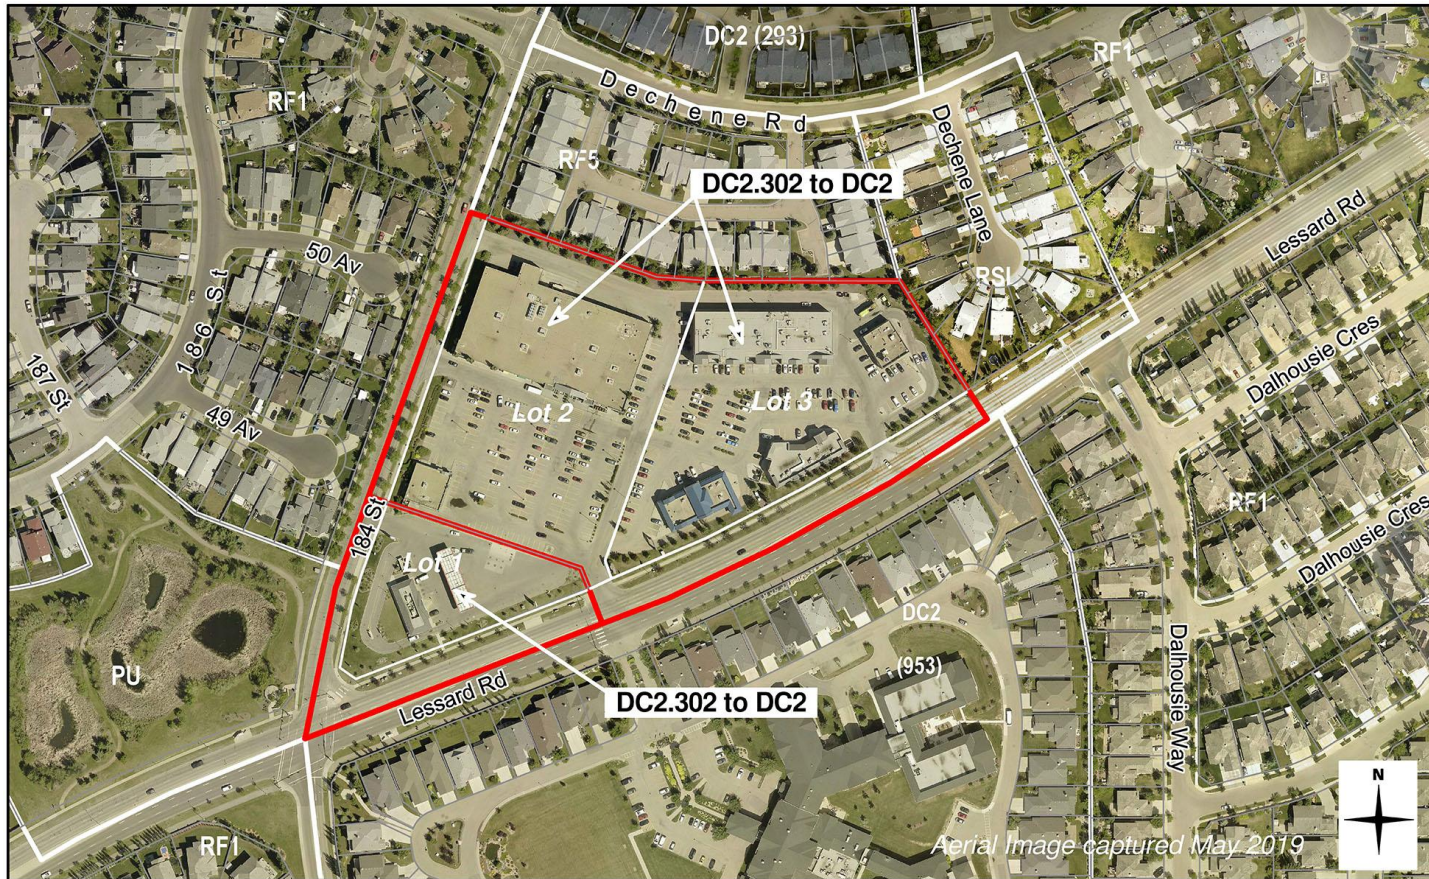 DC2 (293)
RF1
RF1
Dechene Rd
Dechene Lane
RF5
DC2.302 to DC2
Lessard Rd
50 Av
186 St
RSL
Dalhousie Cres
187 St
49 Av
Lot 2
Lot 3
RF1
184 St
Dalhousie Cres
Lot 1
DC2
(953)
PU
Dalhousie Way
Lessard Rd
DC2.302 to DC2
N
RF1
Aerial Image captured May 2019